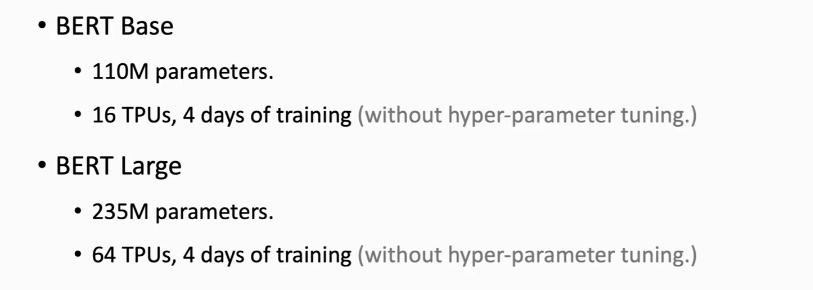 • BERT Base
• 110M parameters.
• 16 TPUs, 4 days of training (without hyper-parameter tuning.)
• BERT Large
• 235M parameters.
• 64 TPUs, 4 days of training (without hyper-parameter tuning.)